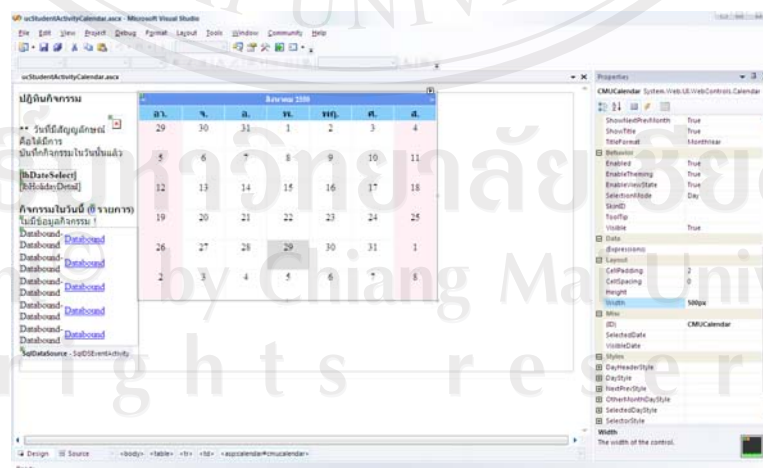 ucStudentActivityCalendar.ascx - Microsoft Visual Studio
File Edit View Project Debug Format Layout Tools Window Community Help
ucStudentActivityCalendar.ascx
ปฏิทินกิจกรรม
** วันที่มีสัญญลักษณ์
คือได้มีการ
บันทึกกิจกรรมในวันนั้นแล้ว
[lbDateSelect]
[lbHolidayDetail]
กิจกรรมในวันนี้ (0 รายการ)
ไม่มีข้อมูลกิจกรรม !
Databound-
Databound Databound
Databound-
Databound Databound
Databound-
Databound Databound
Databound-
Databound Databound
Databound-
Databound Databound
SqlDataSource - SqlDSEventActivity
สิงหาคม 2550
อา. จ. อ. พ. พฤ. ศ. ส.
29 30 31 1 2 3 4
5 6 7 8 9 10 11
12 13 14 15 16 17 18
19 20 21 22 23 24 25
26 27 28 29 30 31 1
2 3 4 5 6 7 8
Properties
CMUCalendar System.Web.UI.WebControls.Calendar
ShowNextPrevMonth True
ShowTitle True
TitleFormat MonthYear
Behavior
Enabled True
EnableTheming True
EnableViewState True
SelectionMode Day
SkinID
ToolTip
Visible True
Data
(Expressions)
Layout
CellPadding 2
CellSpacing 0
Height
Width 500px
Misc
(ID) CMUCalendar
SelectedDate
VisibleDate
Styles
DayHeaderStyle
DayStyle
NextPrevStyle
OtherMonthDayStyle
SelectedDayStyle
SelectorStyle
Width
The width of the control.
Design Source <body> <table> <tr> <td> <asp:calendar#cmucalendar>
by Chiang Mai Univ
rights rese